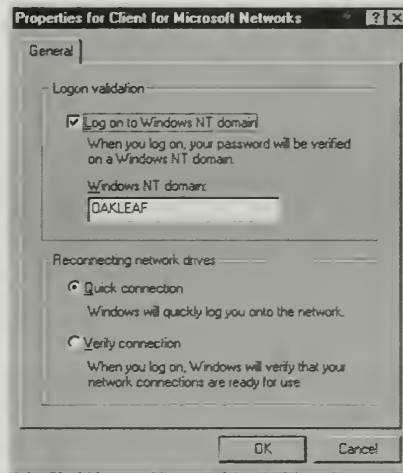 Properties for Client for Microsoft Networks
General
Logon validation
Log on to Windows NT domain
When you log on, your password will be verified
on a Windows NT domain.
Windows NT domain:
OAKLEAF
Reconnecting network drives
Quick connection
Windows will quickly log you onto the network.
Verify connection
When you log on, Windows will verify that your
network connections are ready for use
OK
Cancel